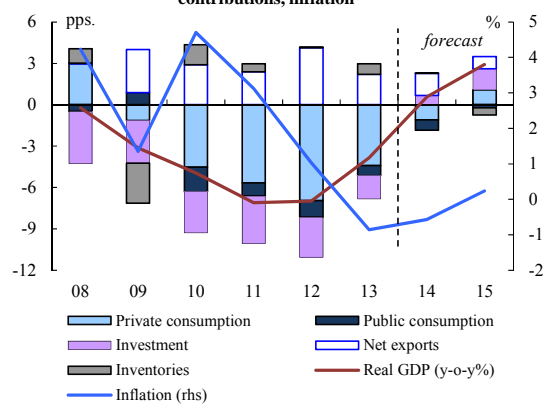 contributions, inflation
pps. %
6 5
4
3 forecast
3
0 2
-3 1
-6 0
-9 -1
-12 -2
08 09 10 11 12 13 14 15
Private consumption Public consumption
Investment Net exports
Inventories Real GDP (y-o-y%)
Inflation (rhs)